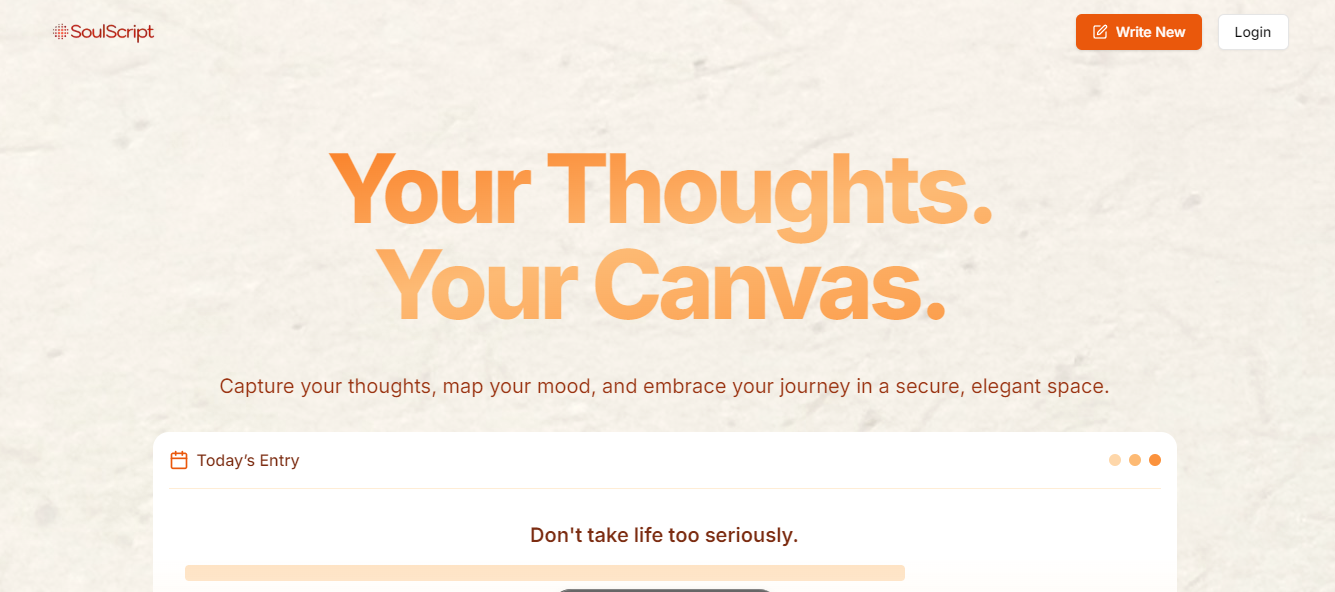 SoulScript
Write New
Login
Your Thoughts.
Your Canvas.
Capture your thoughts, map your mood, and embrace your journey in a secure, elegant space.
Today’s Entry
Don't take life too seriously.